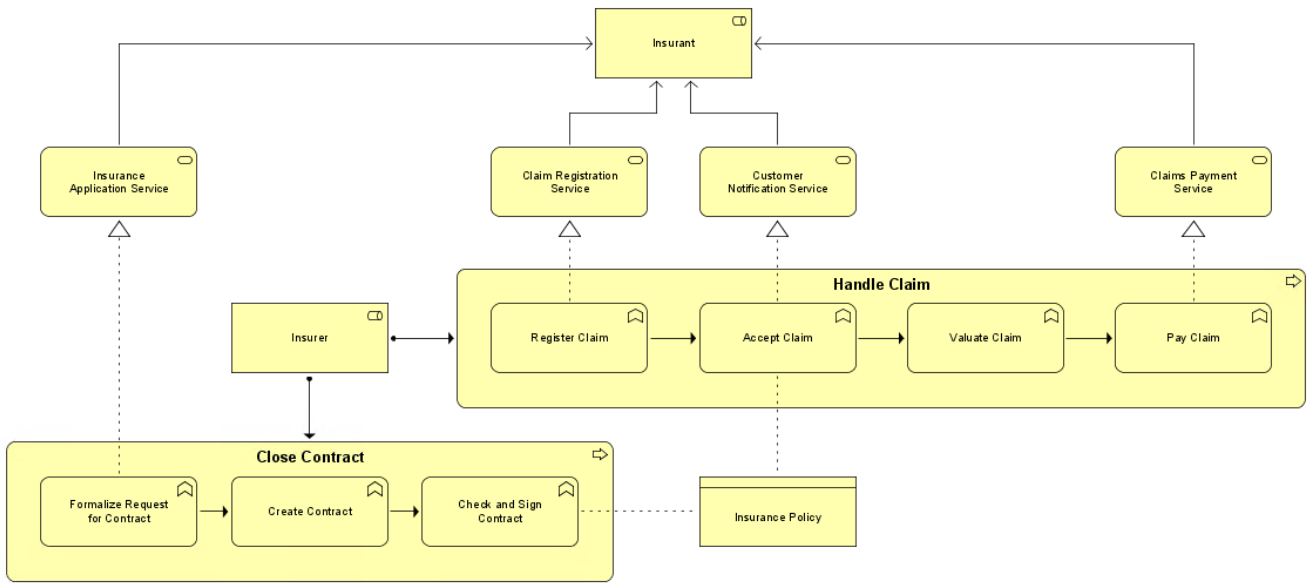 Insurant
Insurance
Application Service
Claim Registration
Service
Customer
Notification Service
Claims Payment
Service
Handle Claim
Insurer
Register Claim
Accept Claim
Valuate Claim
Pay Claim
Close Contract
Formalize Request
for Contract
Create Contract
Check and Sign
Contract
Insurance Policy